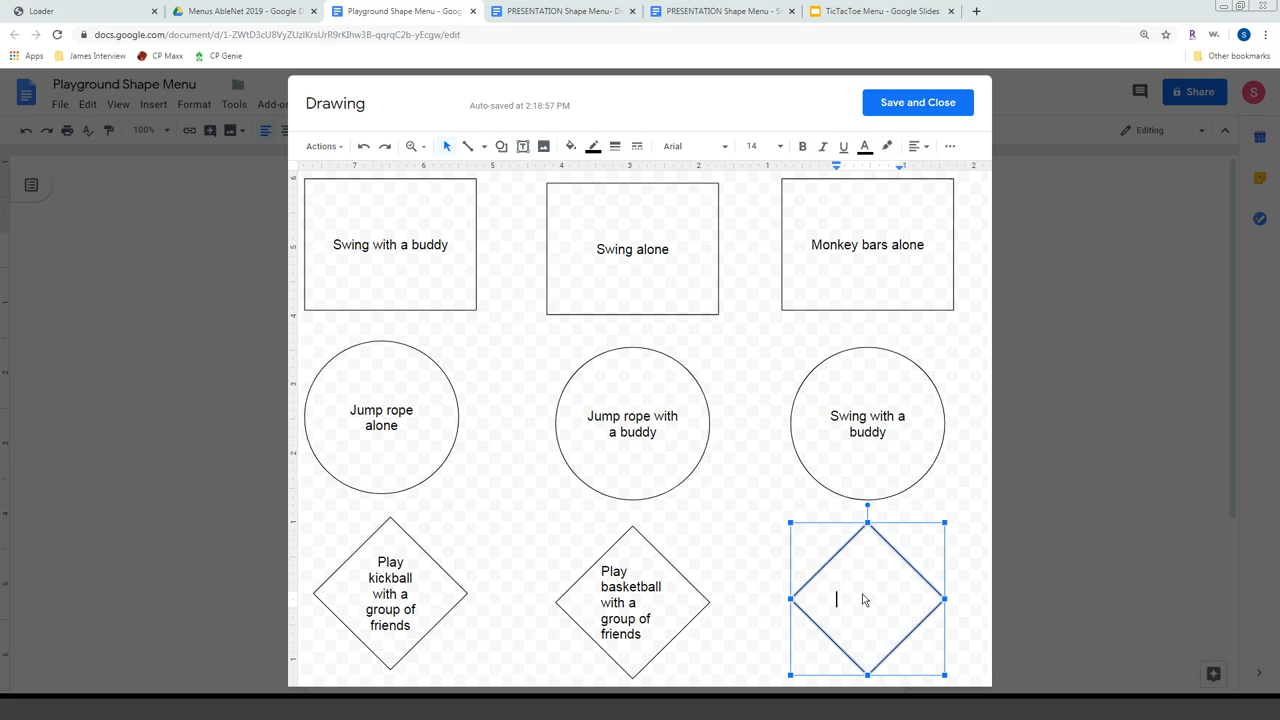 Loader
Menus AbleNet 2019 - Google D
Playground Shape Menu - Goog
PRESENTATION Shape Menu- Di
PRESENTATION Shape Menu - S
TicTacToe Menu - Google Slides
docs.google.com/document/d/1-ZWtD3cU8VyZUzIKrsUrR9rKIhw3B-qqrqC2b-yEcgw/edit
Apps
James Interview
CP Maxx
CP Genie
Other bookmarks
Playground Shape Menu
File Edit View Insert Format Tools Add-o
Share
S
100%
Editing
Drawing
Auto-saved at 2:18:57 PM
Save and Close
Actions
Arial
14
Swing with a buddy
Swing alone
Monkey bars alone
Jump rope
alone
Jump rope with
a buddy
Swing with a
buddy
Play
kickball
with a
group of
friends
Play
basketball
with a
group of
friends